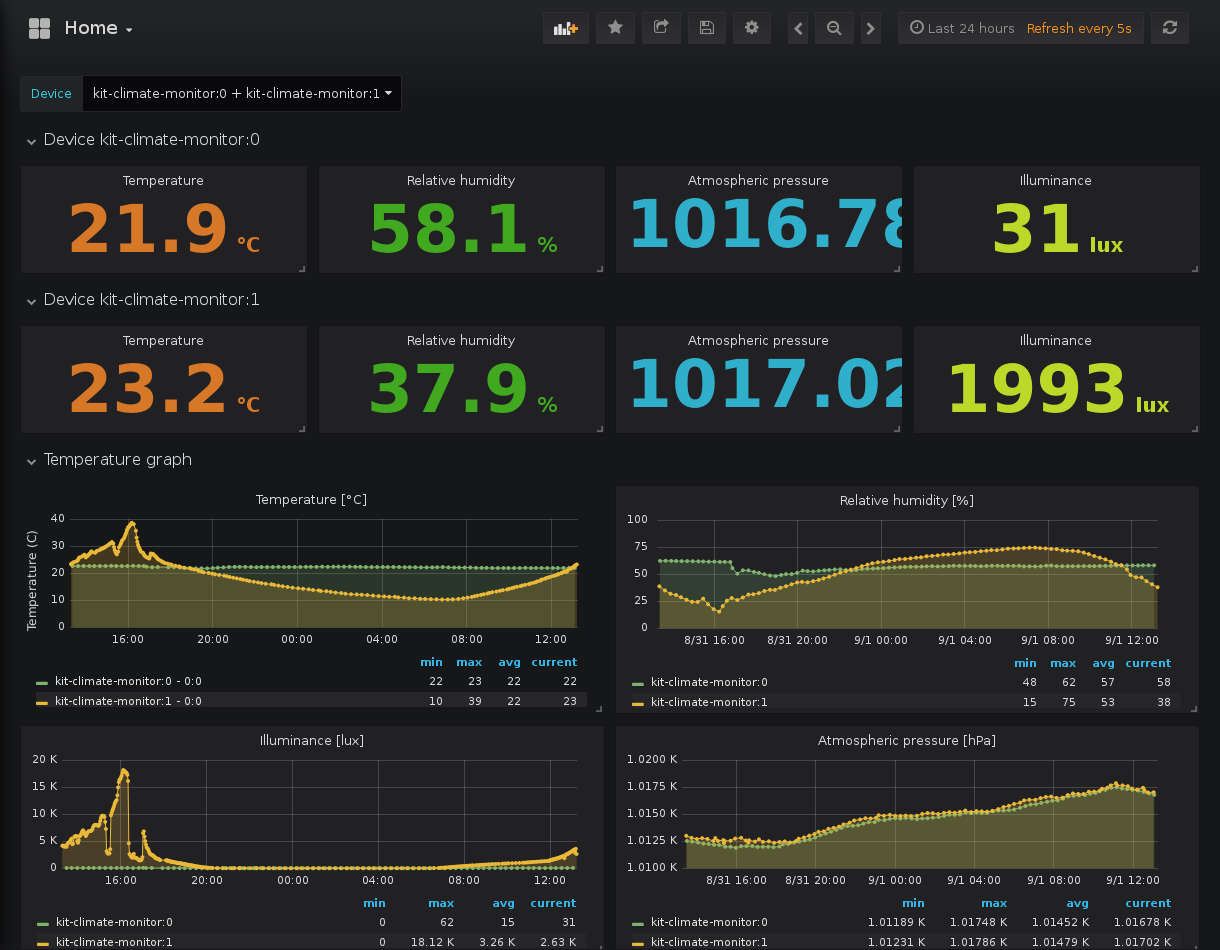 Home
Last 24 hours Refresh every 5s
Device kit-climate-monitor:0 + kit-climate-monitor:1
Device kit-climate-monitor:0
Temperature Relative humidity Atmospheric pressure Illuminance
21.9 °C 58.1 % 1016.78 31 lux
Device kit-climate-monitor:1
Temperature Relative humidity Atmospheric pressure Illuminance
23.2 °C 37.9 % 1017.02 1993 lux
Temperature graph
Temperature [°C]
Temperature (C)
40
30
20
10
0
16:00 20:00 00:00 04:00 08:00 12:00
min max avg current
kit-climate-monitor:0 - 0:0 22 23 22 22
kit-climate-monitor:1 - 0:0 10 39 22 23
Relative humidity [%]
100
75
50
25
0
8/31 16:00 8/31 20:00 9/1 00:00 9/1 04:00 9/1 08:00 9/1 12:00
min max avg current
kit-climate-monitor:0 48 62 57 58
kit-climate-monitor:1 15 75 53 38
Illuminance [lux]
20 K
15 K
10 K
5 K
0
16:00 20:00 00:00 04:00 08:00 12:00
min max avg current
kit-climate-monitor:0 0 62 15 31
kit-climate-monitor:1 0 18.12 K 3.26 K 2.63 K
Atmospheric pressure [hPa]
1.0200 K
1.0175 K
1.0150 K
1.0125 K
1.0100 K
8/31 16:00 8/31 20:00 9/1 00:00 9/1 04:00 9/1 08:00 9/1 12:00
min max avg current
kit-climate-monitor:0 1.01189 K 1.01748 K 1.01452 K 1.01678 K
kit-climate-monitor:1 1.01231 K 1.01786 K 1.01479 K 1.01702 K